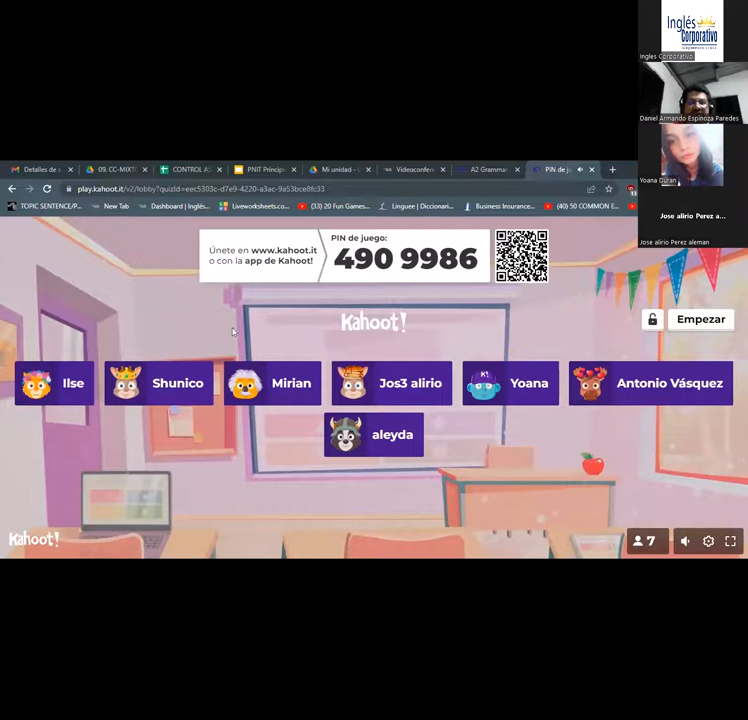 Inglés
Corporativo
Ingles Corporativo
Daniel Armando Espinoza Paredes
Yoana Duran
Jose alirio Perez a...
Jose alirio Perez aleman
Detalles de
09. CC-MIXT
CONTROL AS
PNIT Princip
Mi unidad - G
Videoconfer
A2 Grammar
PIN de ju
play.kahoot.it/v2/lobby?quizId=eec5303c-d7e9-4220-a3ac-9a53bce8fc33
TOPIC SENTENCE/P...
New Tab
Dashboard | Inglés...
Liveworksheets.co...
(33) 20 Fun Games...
Linguee | Diccionari...
Business Insurance...
(40) 50 COMMON E...
Únete en www.kahoot.it
o con la app de Kahoot!
PIN de juego:
490 9986
Kahoot!
Empezar
Ilse
Shunico
Mirian
Jos3 alirio
Yoana
Antonio Vásquez
aleyda
Kahoot!
7